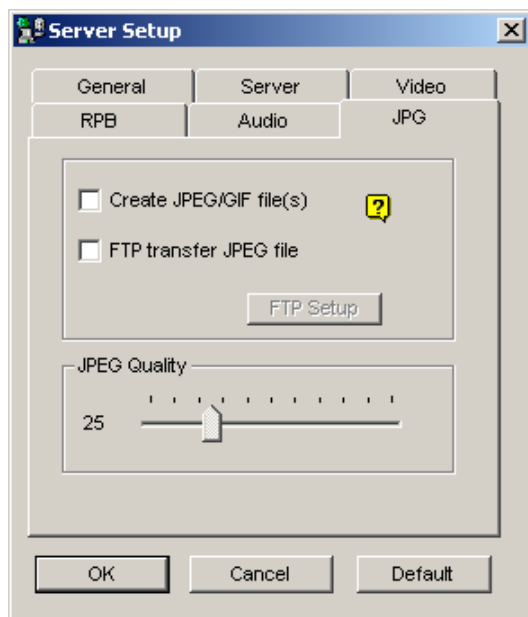 Server Setup
General Server Video
RPB Audio JPG
Create JPEG/GIF file(s) ?
FTP transfer JPEG file
FTP Setup
JPEG Quality
25
OK Cancel Default